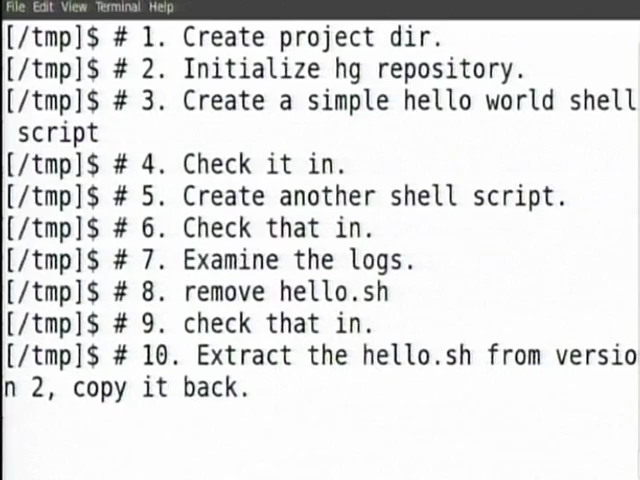 File Edit View Terminal Help
[/tmp]$ # 1. Create project dir.
[/tmp]$ # 2. Initialize hg repository.
[/tmp]$ # 3. Create a simple hello world shell
script
[/tmp]$ # 4. Check it in.
[/tmp]$ # 5. Create another shell script.
[/tmp]$ # 6. Check that in.
[/tmp]$ # 7. Examine the logs.
[/tmp]$ # 8. remove hello.sh
[/tmp]$ # 9. check that in.
[/tmp]$ # 10. Extract the hello.sh from versio
n 2, copy it back.